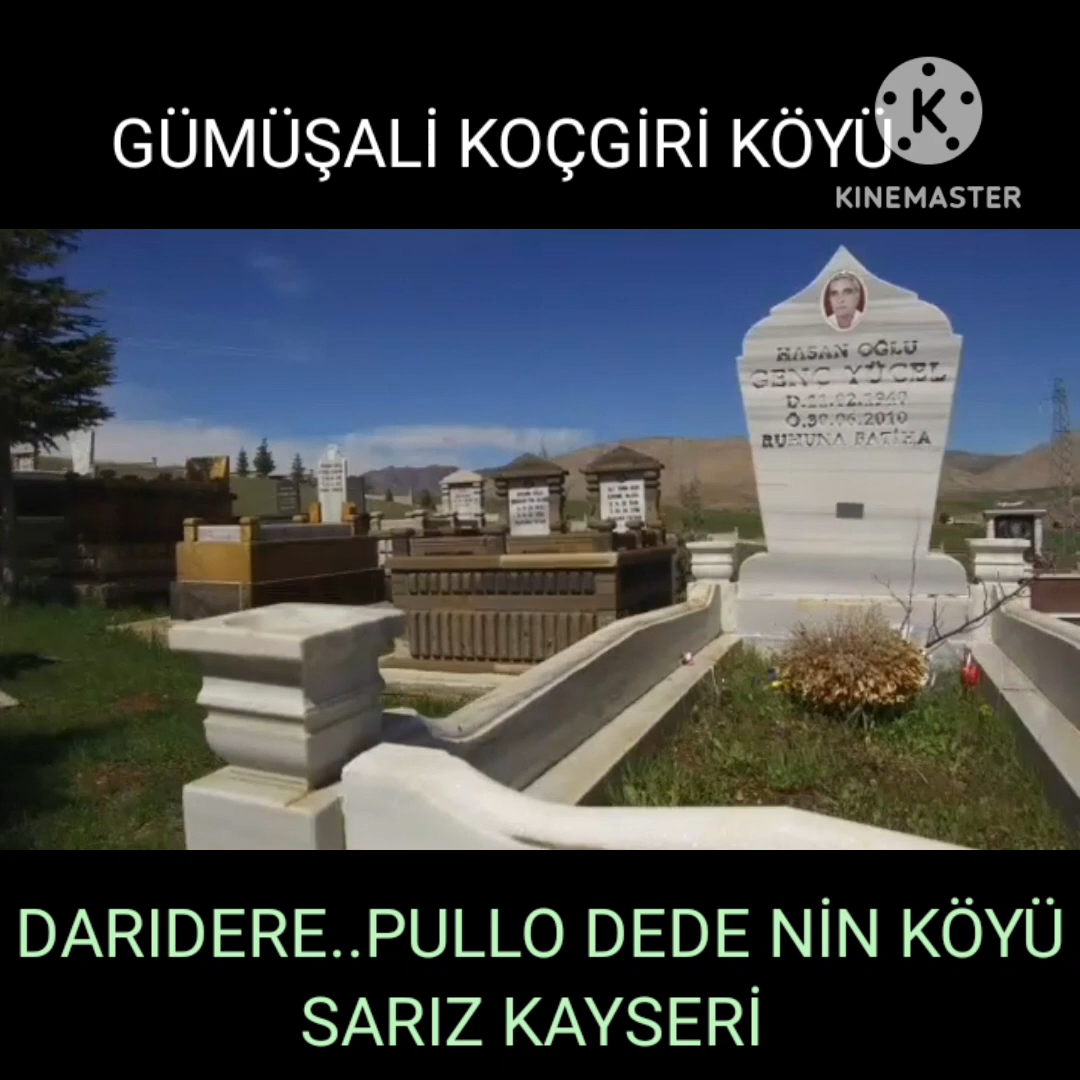 GÜMÜŞALİ KOÇGİRİ KÖYÜ
K
KINEMASTER
HASAN OĞLU
GENÇ YÜCEL
Ö.30.06.2010
RUHUNA FATİHA
DARIDERE..PULLO DEDE NİN KÖYÜ
SARIZ KAYSERİ